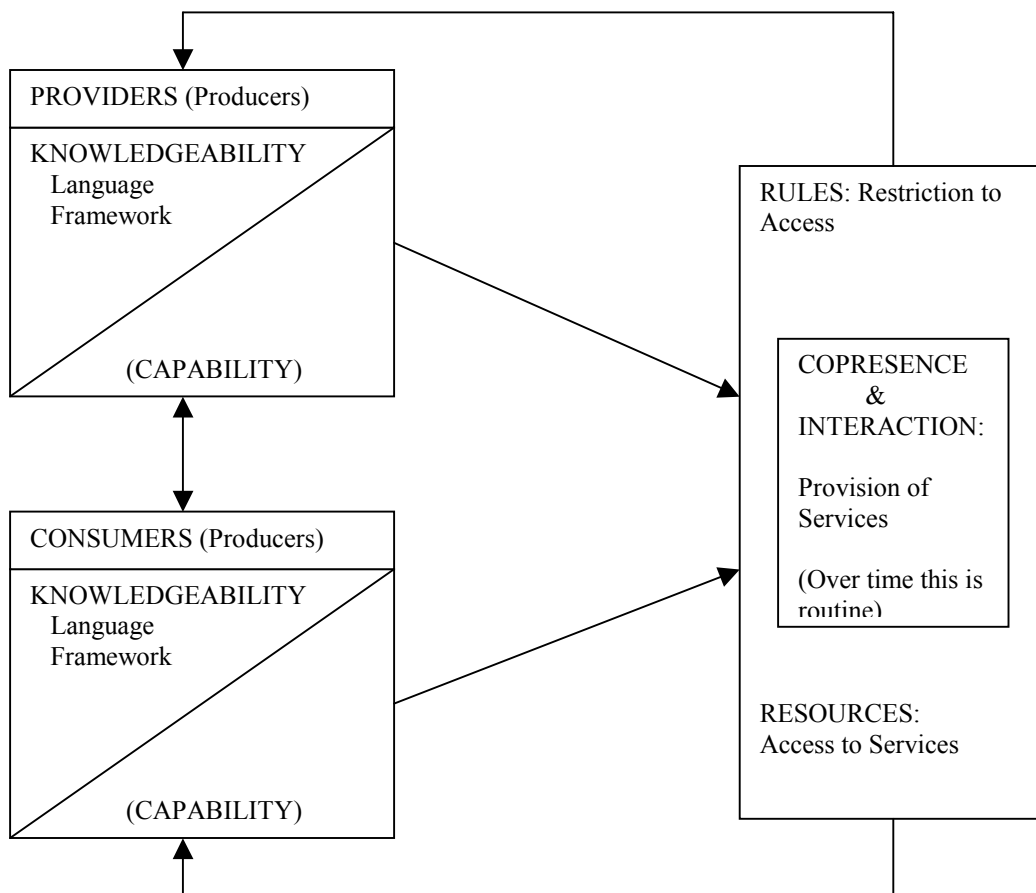 PROVIDERS (Producers)
KNOWLEDGEABILITY
Language
Framework
(CAPABILITY)
CONSUMERS (Producers)
KNOWLEDGEABILITY
Language
Framework
(CAPABILITY)
RULES: Restriction to
Access
COPRESENCE
&
INTERACTION:
Provision of
Services
(Over time this is
routine)
RESOURCES:
Access to Services